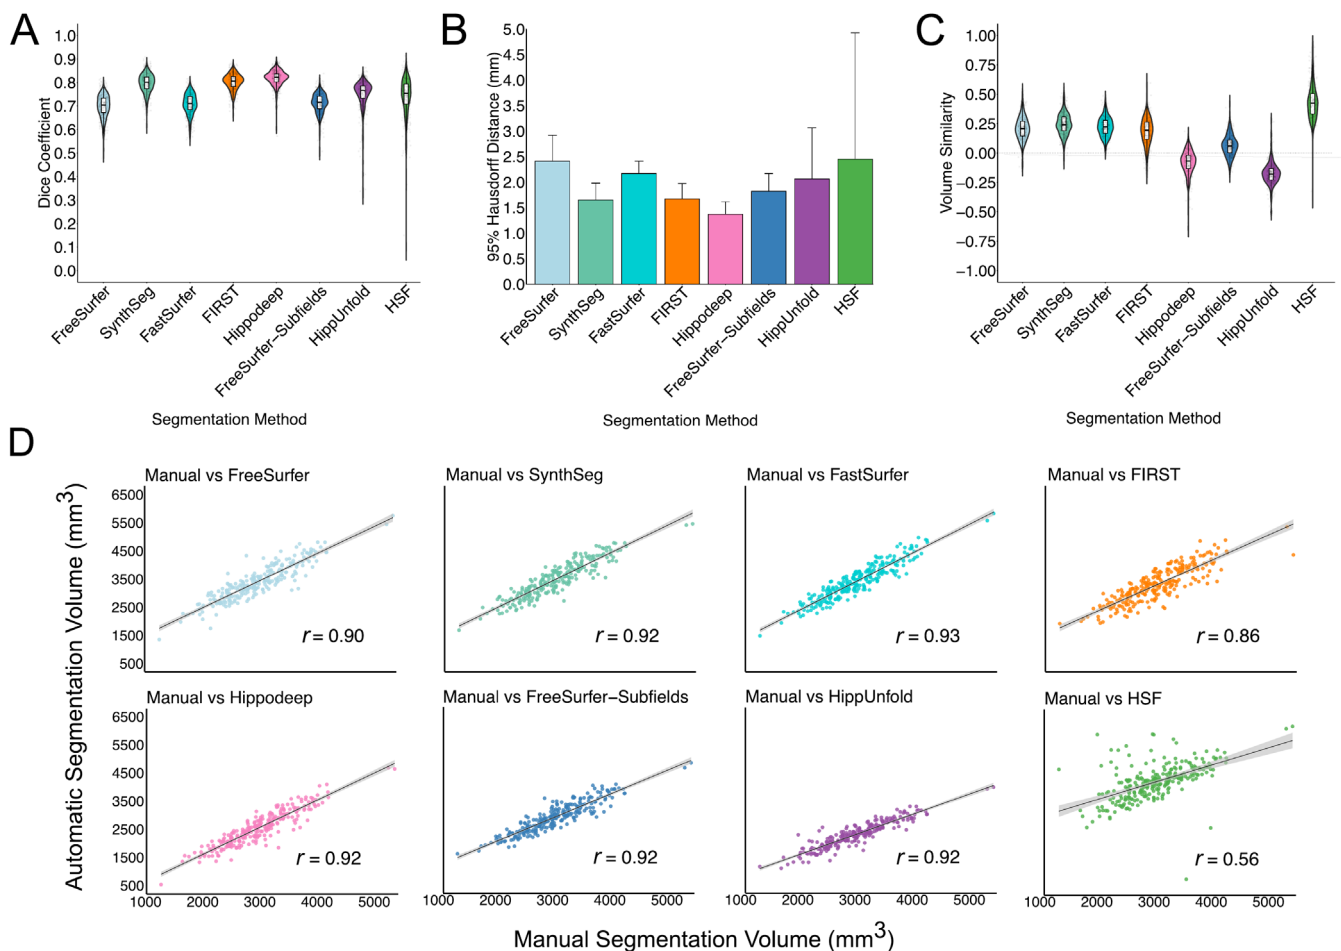 A
1.0
0.9
0.8
0.7
0.6
0.5
0.4
0.3
0.2
0.1
0.0
Dice Coefficient
FreeSurfer
SynthSeg
FastSurfer
FIRST
Hippodeep
FreeSurfer−Subfields
HippUnfold
HSF
Segmentation Method
B
5.0
4.5
4.0
3.5
3.0
2.5
2.0
1.5
1.0
0.5
0.0
95% Hausdorff Distance (mm)
FreeSurfer
SynthSeg
FastSurfer
FIRST
Hippodeep
FreeSurfer−Subfields
HippUnfold
HSF
Segmentation Method
C
1.00
0.75
0.50
0.25
0.00
−0.25
−0.50
−0.75
−1.00
Volume Similarity
FreeSurfer
SynthSeg
FastSurfer
FIRST
Hippodeep
FreeSurfer−Subfields
HippUnfold
HSF
Segmentation Method
D
Automatic Segmentation Volume (mm³)
Manual vs FreeSurfer
6500
5500
4500
3500
2500
1500
500
r = 0.90
Manual vs SynthSeg
r = 0.92
Manual vs FastSurfer
r = 0.93
Manual vs FIRST
r = 0.86
Manual vs Hippodeep
6500
5500
4500
3500
2500
1500
500
r = 0.92
1000 2000 3000 4000 5000
Manual vs FreeSurfer−Subfields
r = 0.92
1000 2000 3000 4000 5000
Manual vs HippUnfold
r = 0.92
1000 2000 3000 4000 5000
Manual vs HSF
r = 0.56
1000 2000 3000 4000 5000
Manual Segmentation Volume (mm³)